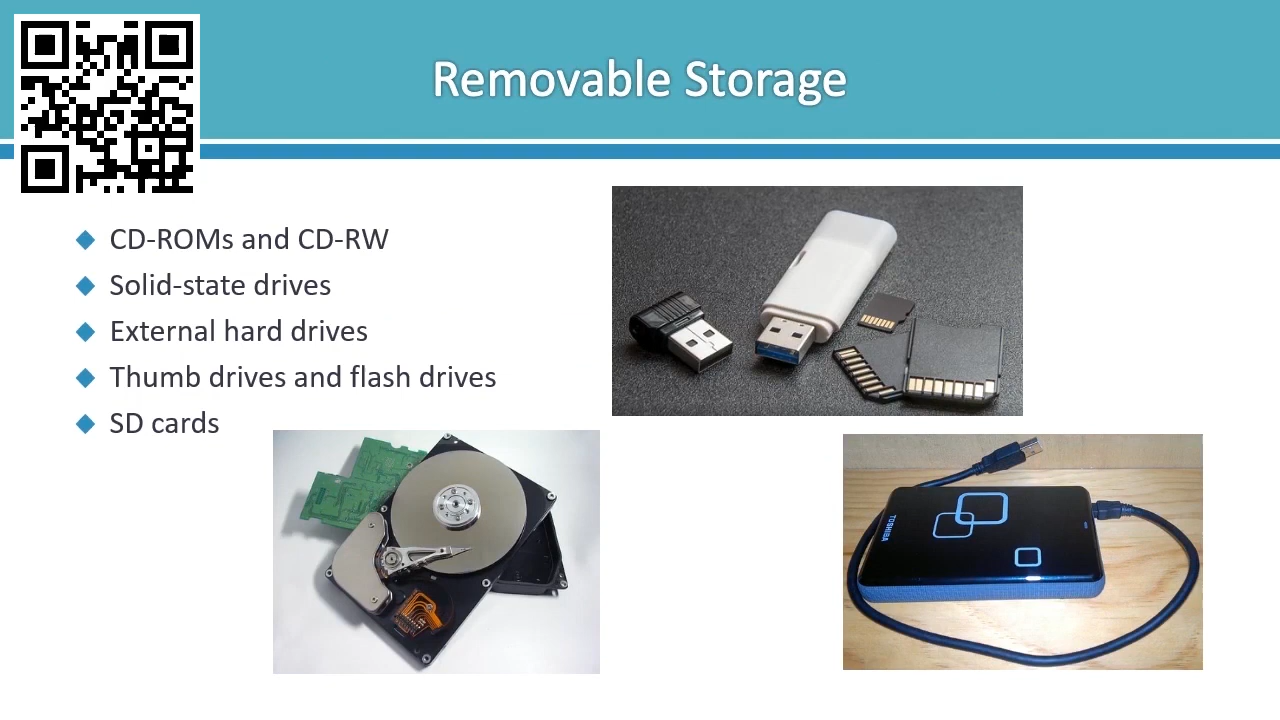 Removable Storage
CD-ROMs and CD-RW
Solid-state drives
External hard drives
Thumb drives and flash drives
SD cards
TOSHIBA